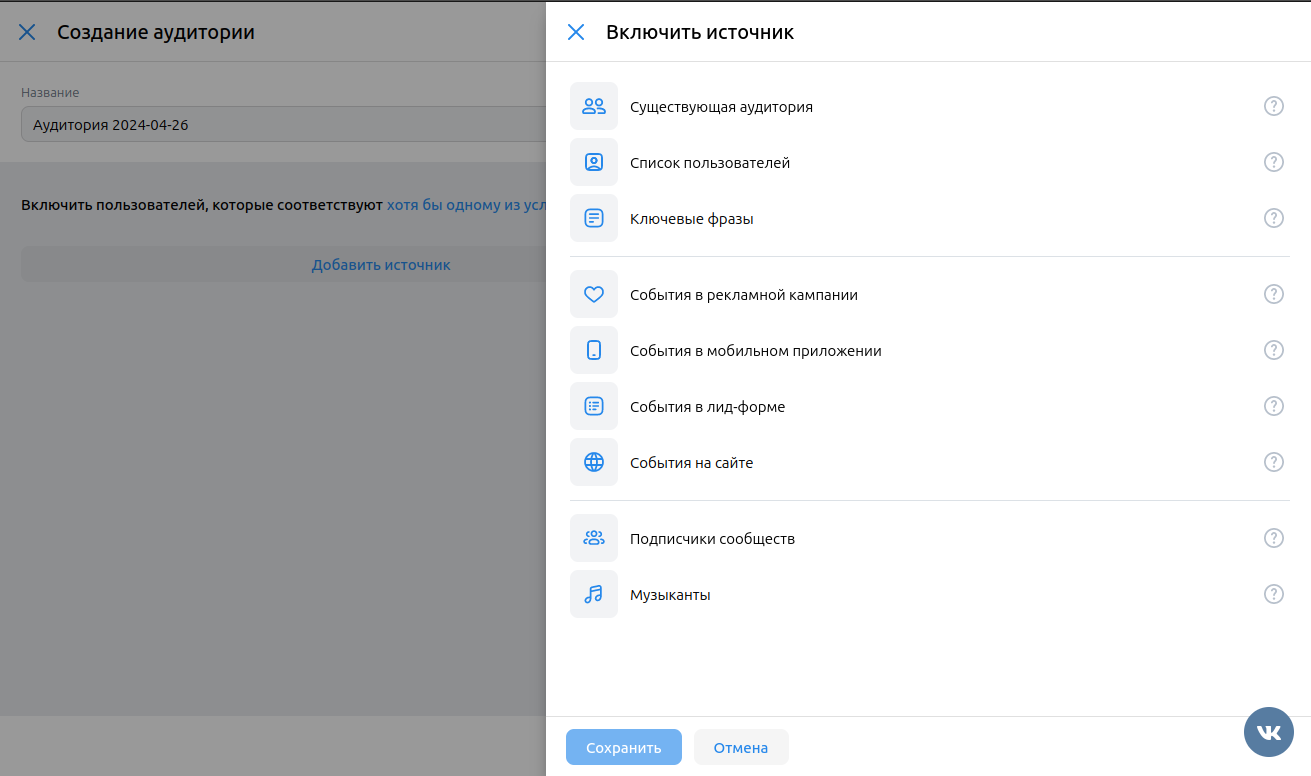 Создание аудитории
Название
Аудитория 2024-04-26
Включить пользователей, которые соответствуют хотя бы одному из усл
Добавить источник
Включить источник
Существующая аудитория
Список пользователей
Ключевые фразы
События в рекламной кампании
События в мобильном приложении
События в лид-форме
События на сайте
Подписчики сообществ
Музыканты
Сохранить
Отмена